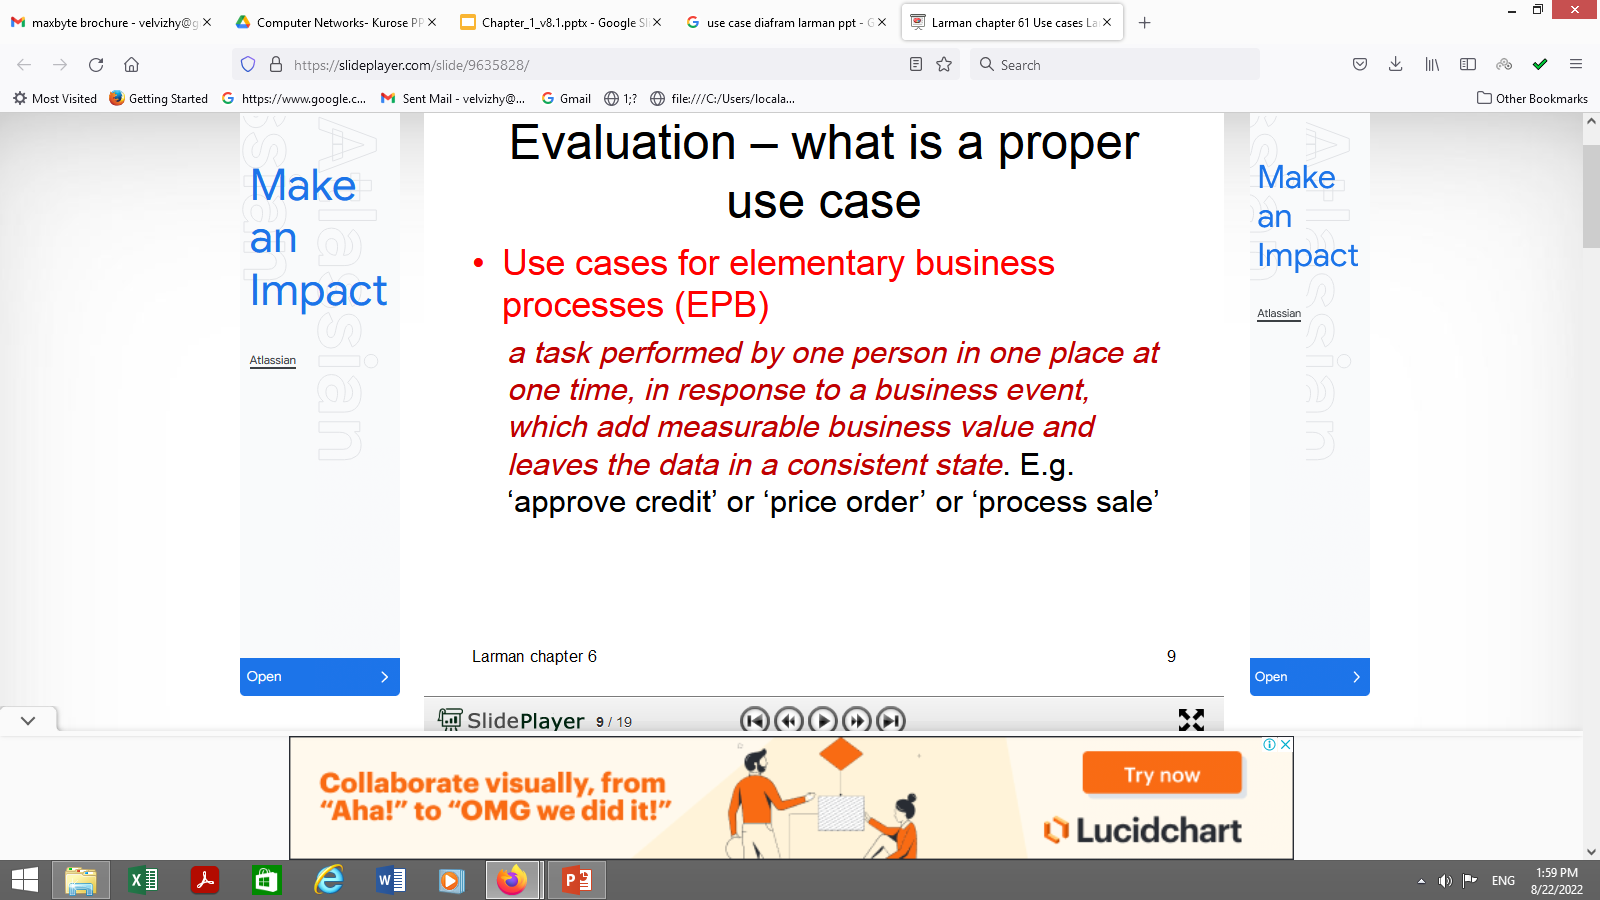 maxbyte brochure - velvizhy@g
Computer Networks- Kurose PP
Chapter_1_v8.1.pptx - Google Sli
use case diafram larman ppt - G
Larman chapter 61 Use cases La
https://slideplayer.com/slide/9635828/
Search
Most Visited
Getting Started
https://www.google.c...
Sent Mail - velvizhy@...
Gmail
1;?
file:///C:/Users/locala...
Other Bookmarks
Atlassian
Make
an
Impact
Atlassian
Open
Evaluation – what is a proper
use case
• Use cases for elementary business
processes (EPB)
a task performed by one person in one place at
one time, in response to a business event,
which add measurable business value and
leaves the data in a consistent state. E.g.
‘approve credit’ or ‘price order’ or ‘process sale’
Larman chapter 6
9
Atlassian
Make
an
Impact
Atlassian
Open
SlidePlayer
9 / 19
Collaborate visually, from
“Aha!” to “OMG we did it!”
Try now
Lucidchart
ENG
1:59 PM
8/22/2022